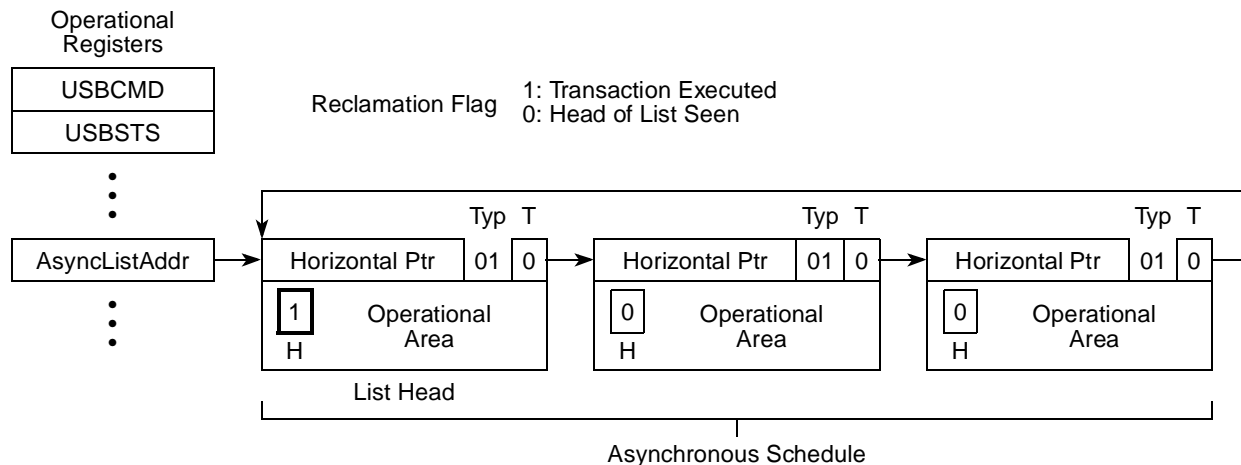 Operational
Registers
USBCMD
USBSTS
Reclamation Flag
1: Transaction Executed
0: Head of List Seen
Typ T
Typ T
Typ T
AsyncListAddr
Horizontal Ptr 01 0
Horizontal Ptr 01 0
Horizontal Ptr 01 0
1
H
Operational
Area
0
H
Operational
Area
0
H
Operational
Area
List Head
Asynchronous Schedule